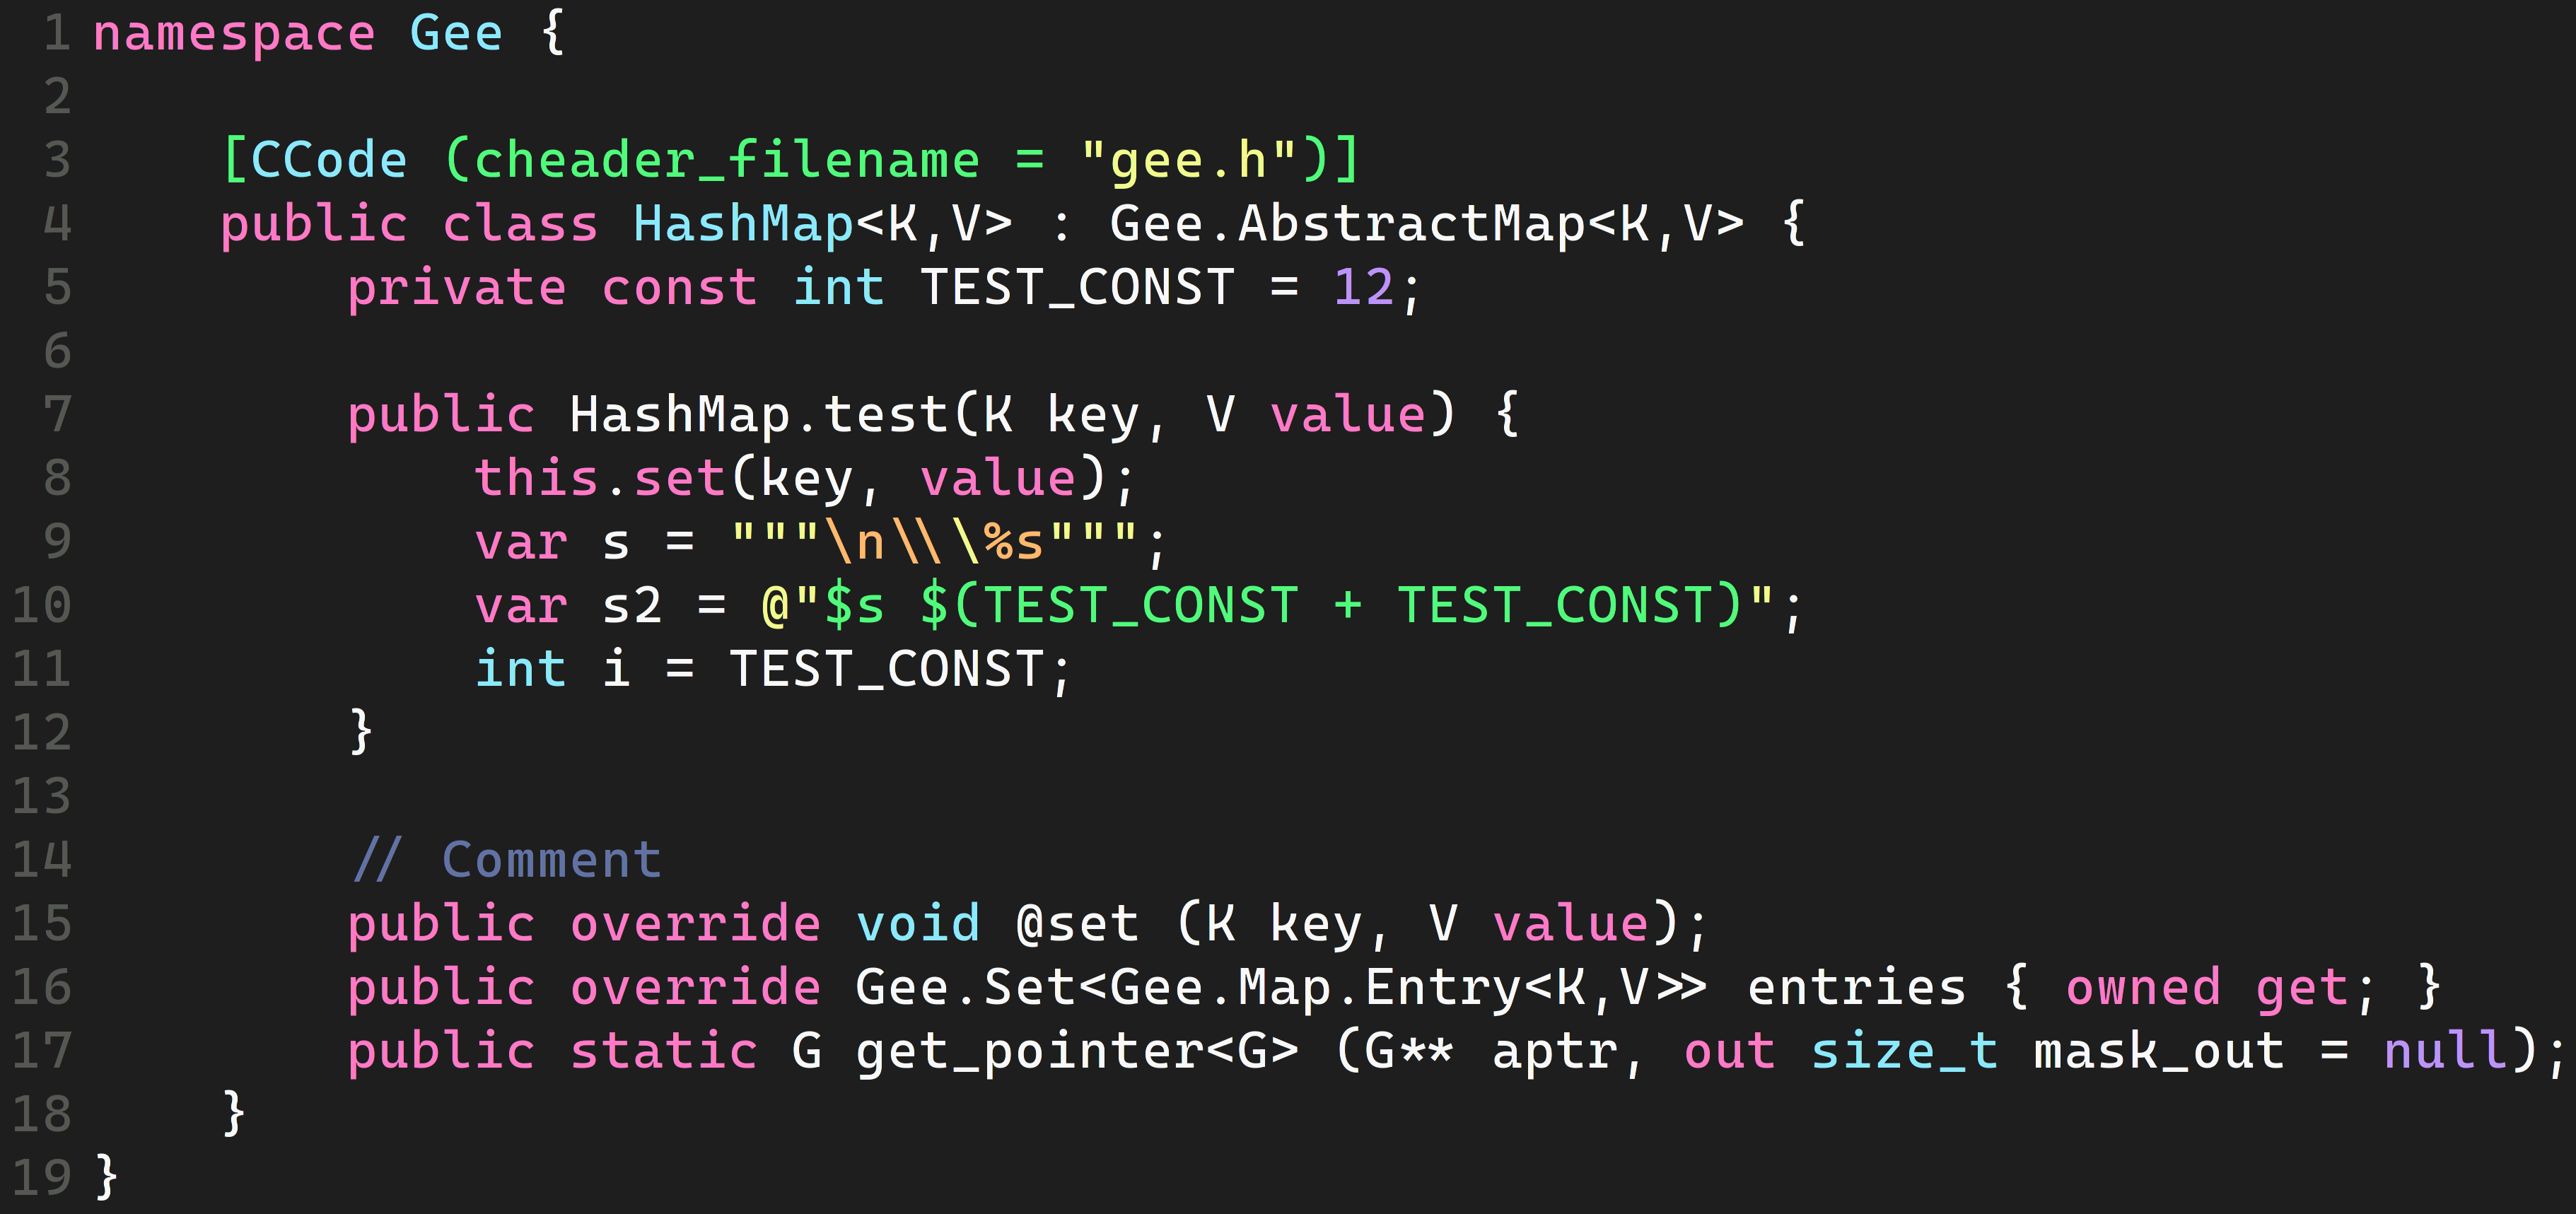 1 namespace Gee {
2
3     [CCode (cheader_filename = "gee.h")]
4     public class HashMap<K,V> : Gee.AbstractMap<K,V> {
5         private const int TEST_CONST = 12;
6
7         public HashMap.test(K key, V value) {
8             this.set(key, value);
9             var s = """\n\\\%s""";
10             var s2 = @"$s $(TEST_CONST + TEST_CONST)";
11             int i = TEST_CONST;
12         }
13
14         // Comment
15         public override void @set (K key, V value);
16         public override Gee.Set<Gee.Map.Entry<K,V>> entries { owned get; }
17         public static G get_pointer<G> (G** aptr, out size_t mask_out = null);
18     }
19 }